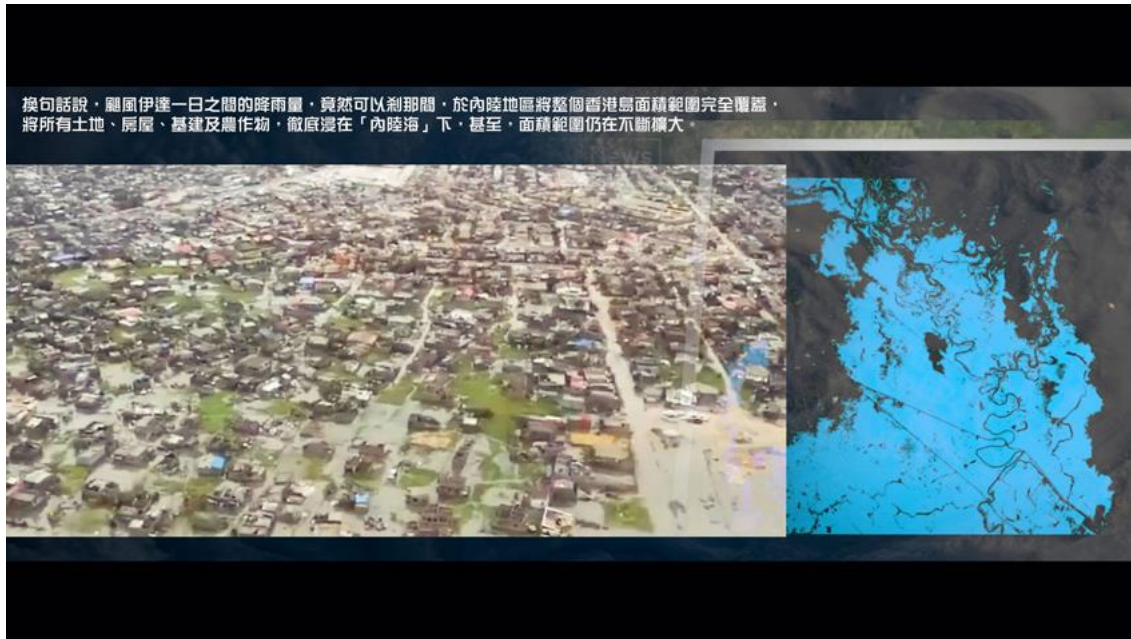 換句話說，颶風伊達一日之間的降雨量，竟然可以剎那間，於內陸地區將整個香港島面積範圍完全覆蓋，
將所有土地、房屋、基建及農作物，徹底浸在「內陸海」下，甚至，面積範圍仍在不斷擴大。
News